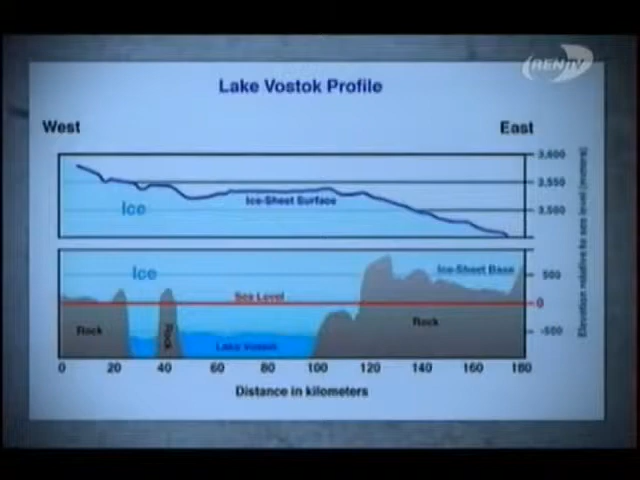 REN TV
Lake Vostok Profile
West
East
3,600
3,550
3,500
Ice
Ice-Sheet Surface
Ice
Ice-Sheet Base
500
Sea Level
0
Rock
Rock
Rock
-500
Lake Vostok
0 20 40 60 80 100 120 140 160 180
Distance in kilometers
Elevation relative to sea level (meters)